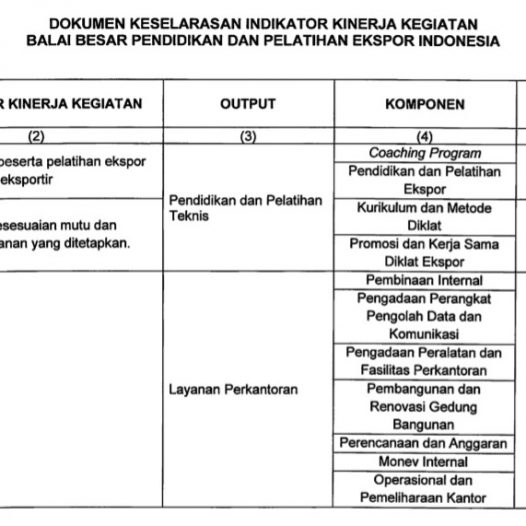 DOKUMEN KESELARASAN INDIKATOR KINERJA KEGIATAN
BALAI BESAR PENDIDIKAN DAN PELATIHAN EKSPOR INDONESIA
KINERJA KEGIATAN
OUTPUT
KOMPONEN
(2)
(3)
(4)
peserta pelatihan ekspor
eksportir
esesuaian mutu dan
anan yang ditetapkan.
Pendidikan dan Pelatihan
Teknis
Coaching Program
Pendidikan dan Pelatihan
Ekspor
Kurikulum dan Metode
Diklat
Promosi dan Kerja Sama
Diklat Ekspor
Layanan Perkantoran
Pembinaan Internal
Pengadaan Perangkat
Pengolah Data dan
Komunikasi
Pengadaan Peralatan dan
Fasilitas Perkantoran
Pembangunan dan
Renovasi Gedung
Bangunan
Perencanaan dan Anggaran
Monev Internal
Operasional dan
Pemeliharaan Kantor